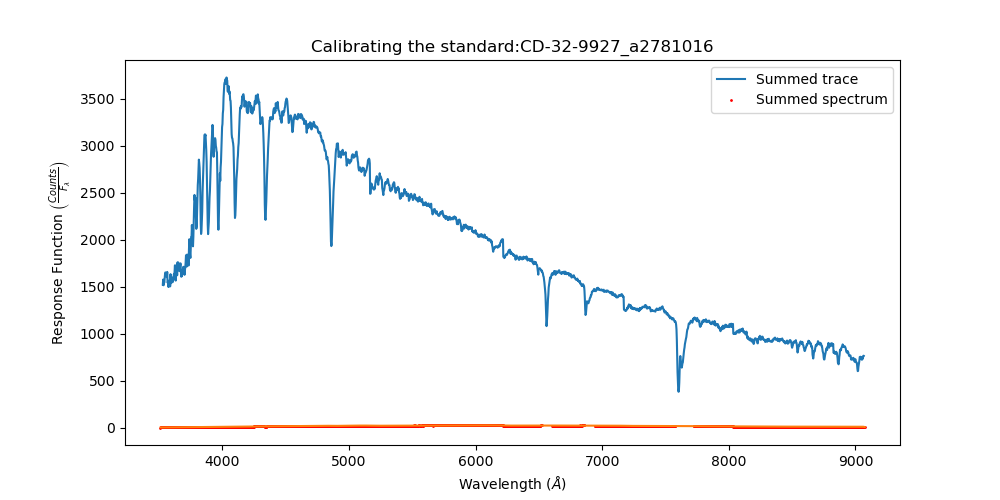 Calibrating the standard:CD-32-9927_a2781016
Summed trace
Summed spectrum
Response Function (Counts/F_λ)
3500
3000
2500
2000
1500
1000
500
0
4000 5000 6000 7000 8000 9000
Wavelength (Å)